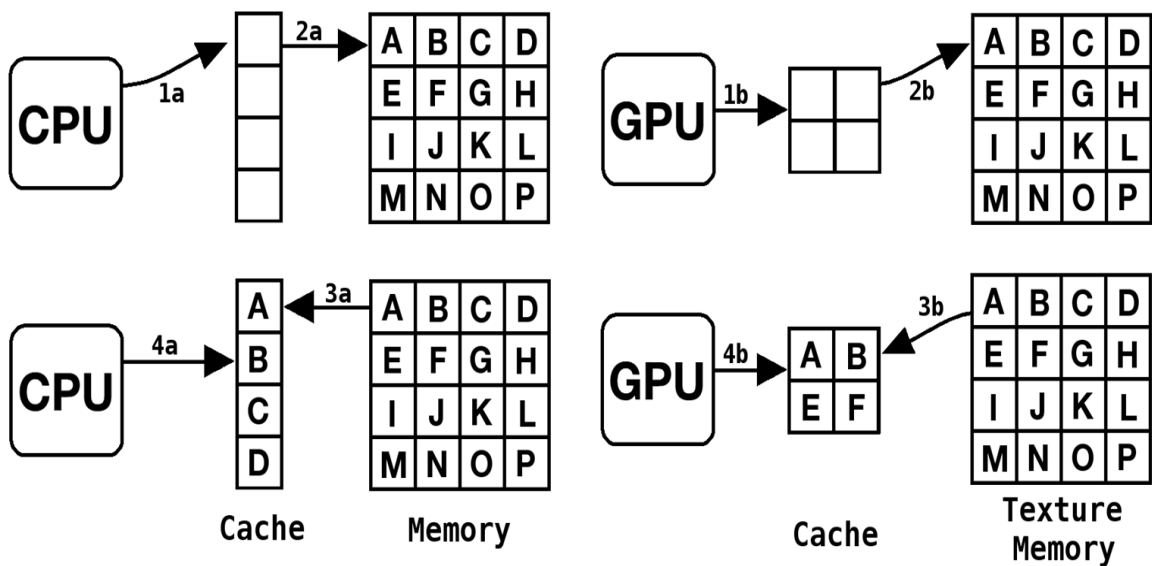 CPU
1a
2a
A B C D
E F G H
I J K L
M N O P
GPU
1b
2b
A B C D
E F G H
I J K L
M N O P
CPU
4a
A
B
C
D
3a
A B C D
E F G H
I J K L
M N O P
Cache
Memory
GPU
4b
A B
E F
3b
A B C D
E F G H
I J K L
M N O P
Cache
Texture
Memory